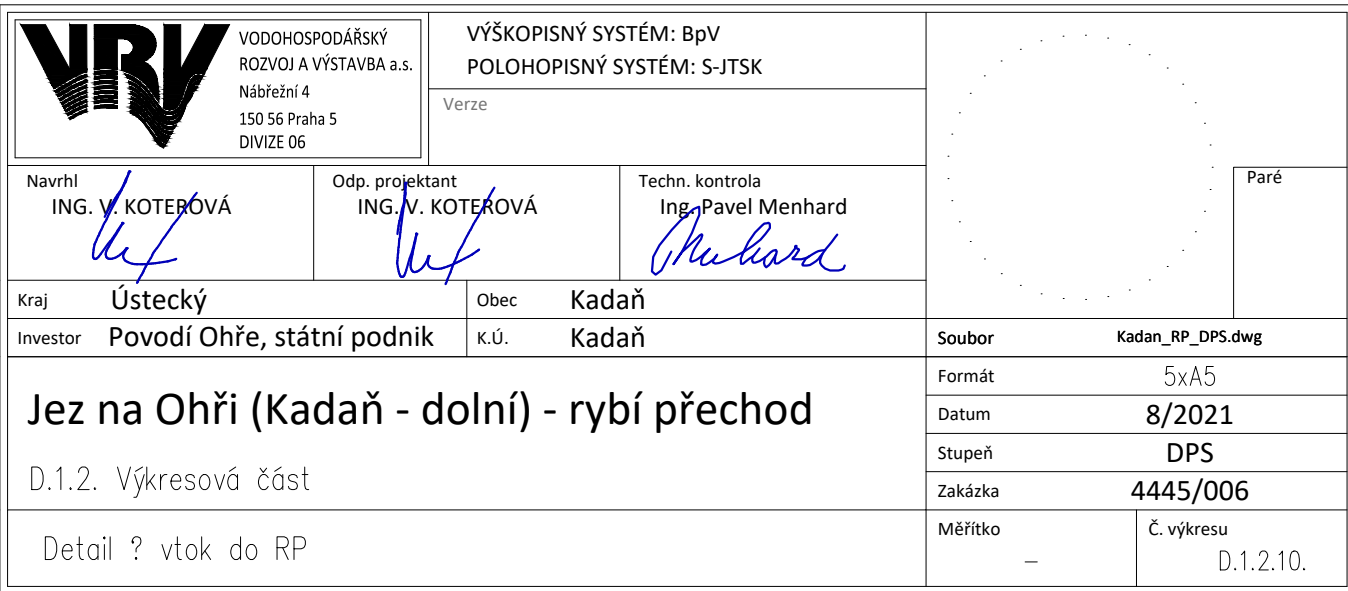 VRV
VODOHOSPODÁŘSKÝ
ROZVOJ A VÝSTAVBA a.s.
Nábřežní 4
150 56 Praha 5
DIVIZE 06
VÝŠKOPISNÝ SYSTÉM: BpV
POLOHOPISNÝ SYSTÉM: S-JTSK
Verze
Navrhl
ING. V. KOTEROVÁ
Odp. projektant
ING. V. KOTEROVÁ
Techn. kontrola
Ing. Pavel Menhard
Menhard
Paré
Kraj Ústecký
Obec Kadaň
Investor Povodí Ohře, státní podnik
K.Ú. Kadaň
Soubor Kadan_RP_DPS.dwg
Formát 5xA5
Datum 8/2021
Stupeň DPS
Zakázka 4445/006
Jez na Ohři (Kadaň - dolní) - rybí přechod
D.1.2. Výkresová část
Detail ? vtok do RP
Měřítko –
Č. výkresu D.1.2.10.